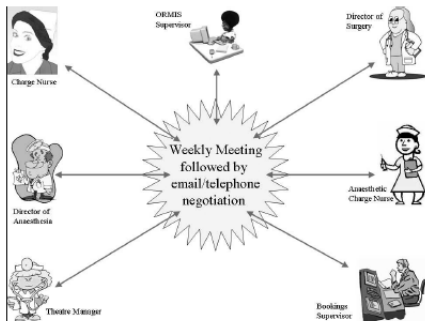 ORMIS
Supervisor
Director of
Surgery
Charge Nurse
Weekly Meeting
followed by
email/telephone
negotiation
Director of
Anaesthesia
Anaesthetic
Charge Nurse
Theatre Manager
Bookings
Supervisor